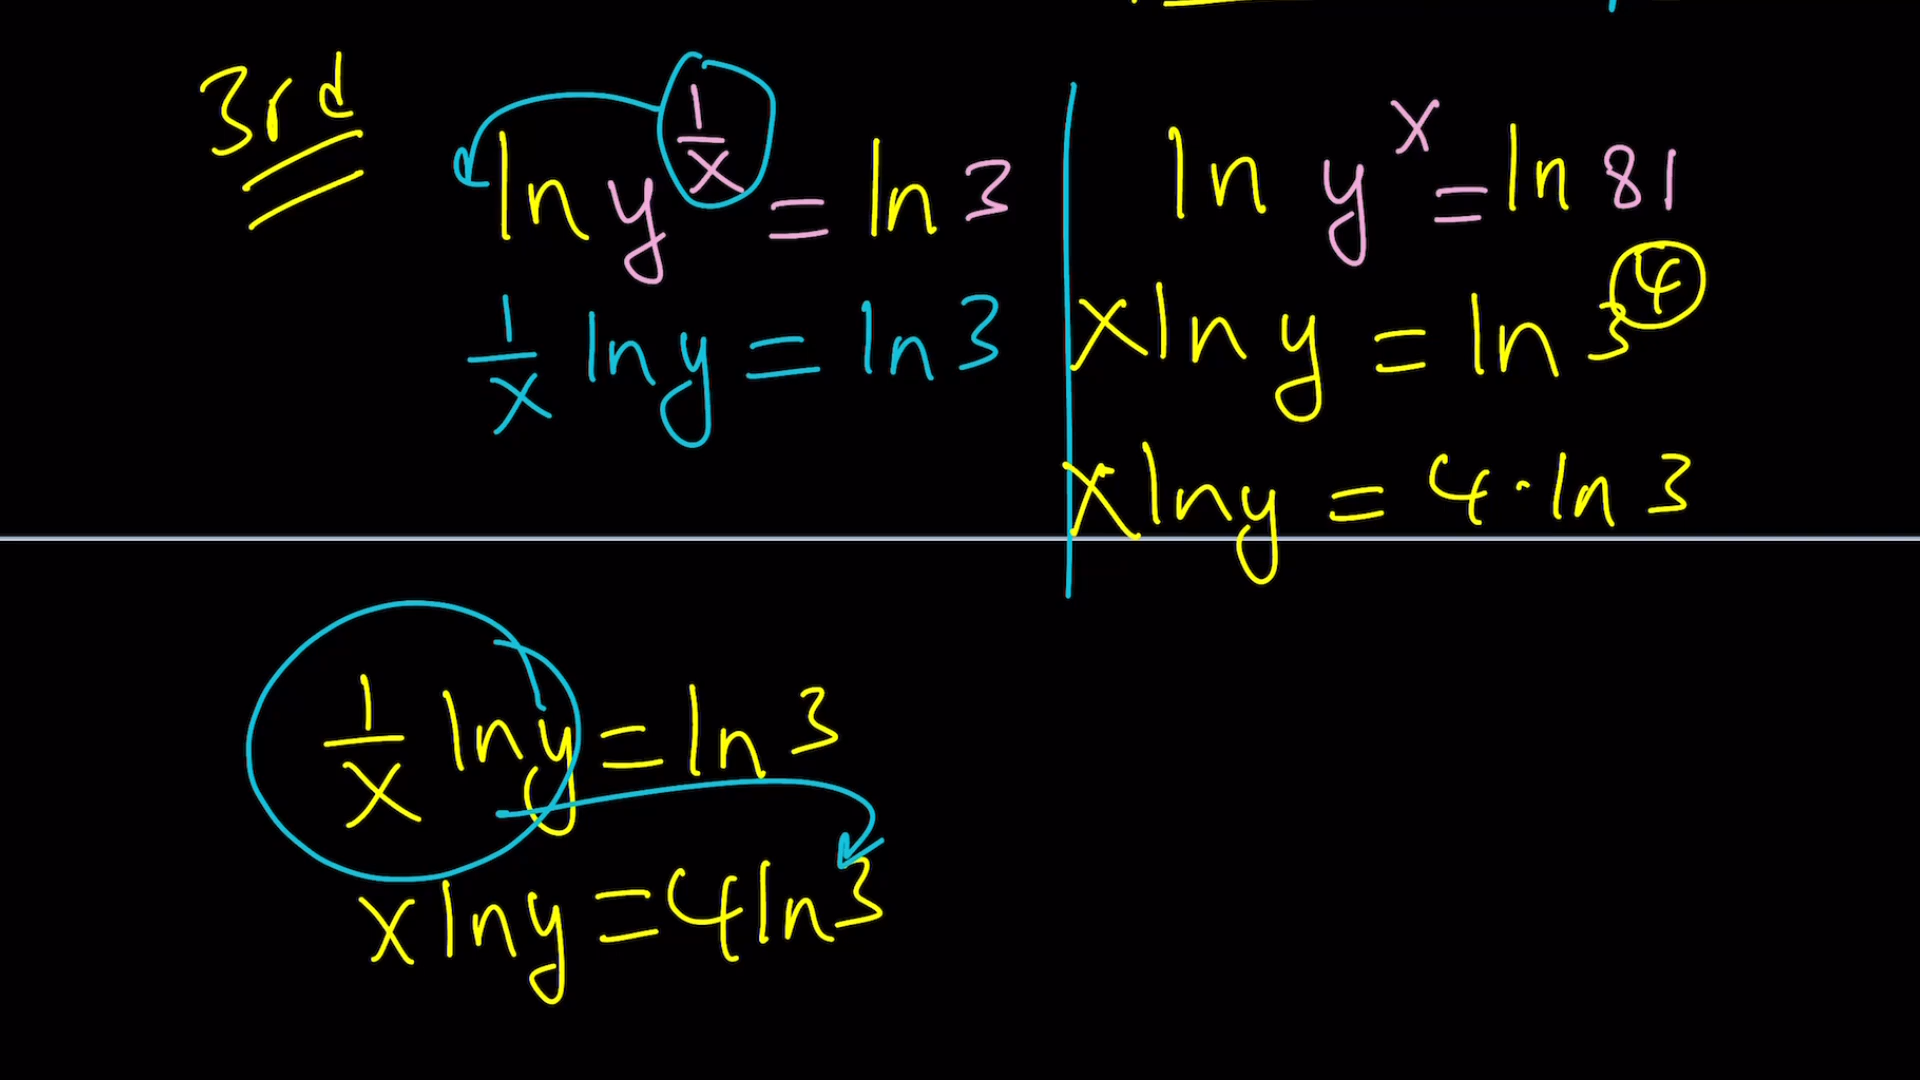 3rd
ln y^(1/x) = ln 3
1/x ln y = ln 3
ln y^x = ln 81
x ln y = ln 3^4
x ln y = 4 · ln 3
1/x ln y = ln 3
x ln y = 4 ln 3